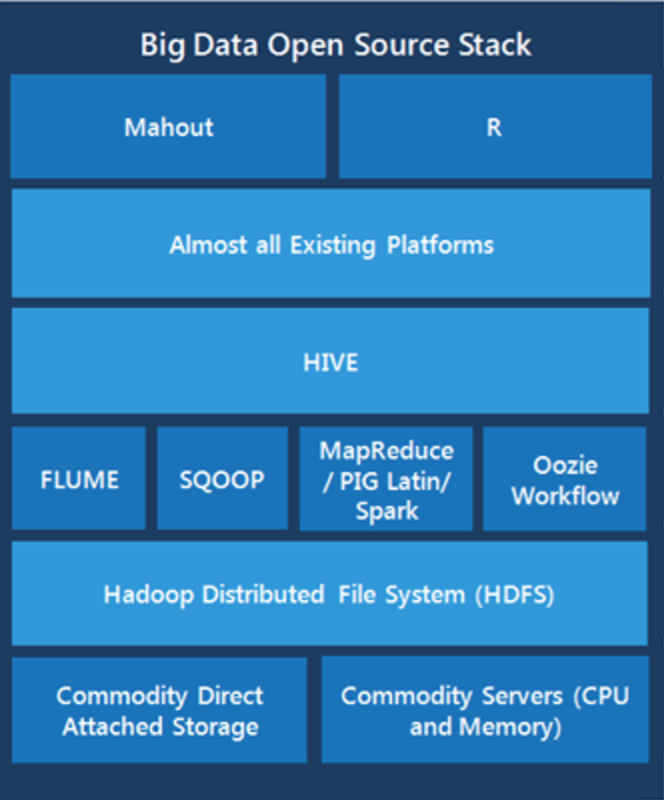 Big Data Open Source Stack
Mahout
R
Almost all Existing Platforms
HIVE
FLUME
SQOOP
MapReduce
/ PIG Latin/
Spark
Oozie
Workflow
Hadoop Distributed File System (HDFS)
Commodity Direct
Attached Storage
Commodity Servers (CPU
and Memory)